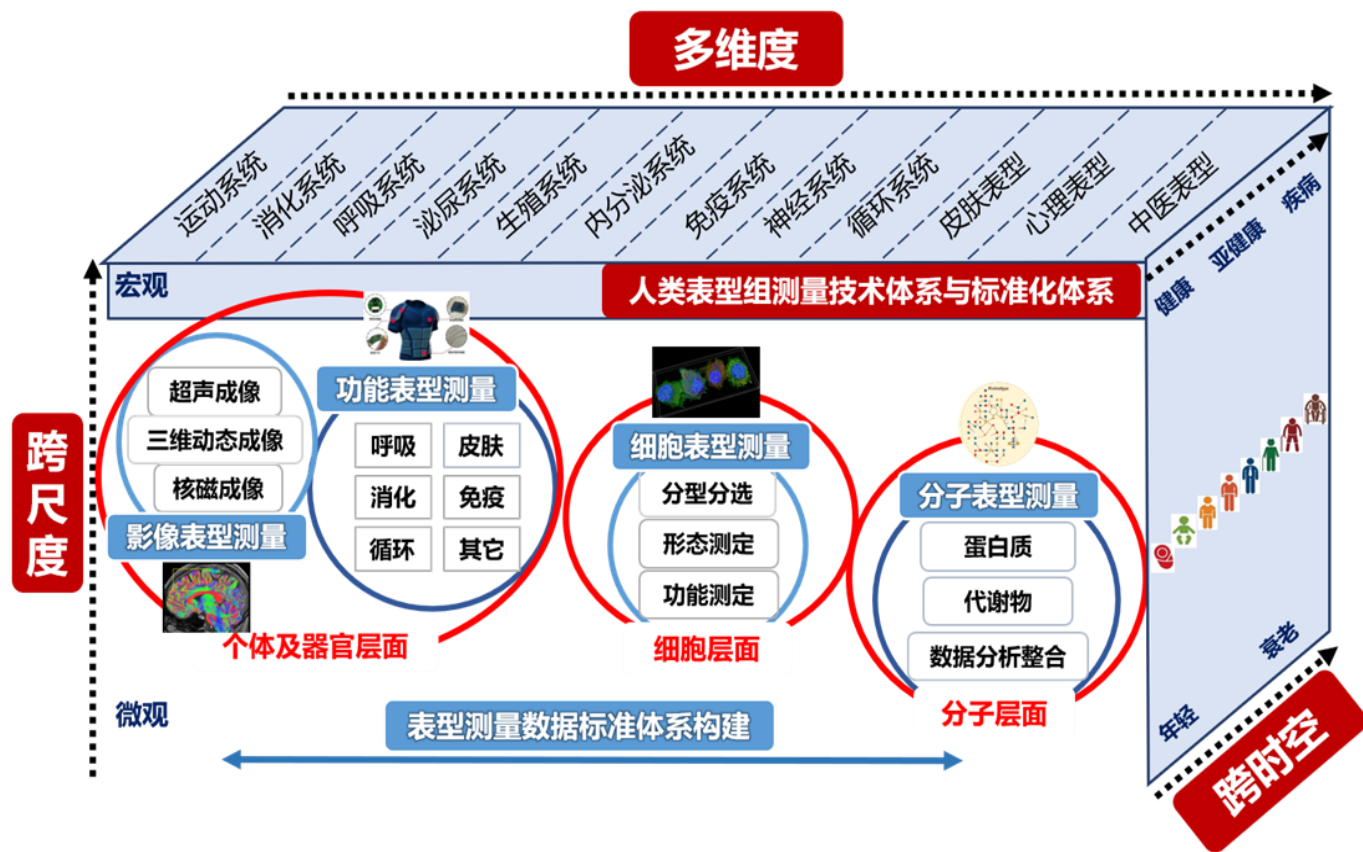 多维度
运动系统
消化系统
呼吸系统
泌尿系统
生殖系统
内分泌系统
免疫系统
神经系统
循环系统
皮肤表型
心理表型
中医表型
健康
亚健康
疾病
宏观
人类表型组测量技术体系与标准化体系
跨尺度
超声成像
三维动态成像
核磁成像
影像表型测量
功能表型测量
呼吸
皮肤
消化
免疫
循环
其它
个体及器官层面
细胞表型测量
分型分选
形态测定
功能测定
细胞层面
分子表型测量
蛋白质
代谢物
数据分析整合
分子层面
微观
表型测量数据标准体系构建
年轻
衰老
跨时空